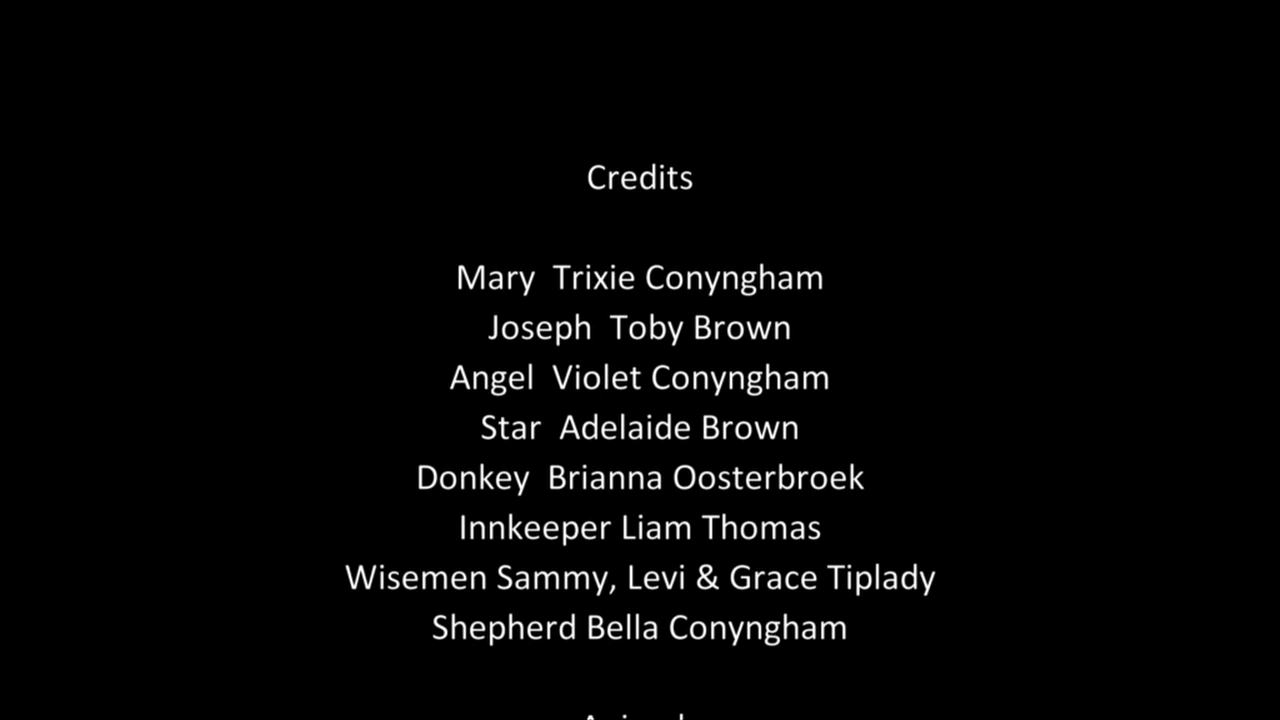 Credits
Mary  Trixie Conyngham
Joseph  Toby Brown
Angel  Violet Conyngham
Star  Adelaide Brown
Donkey  Brianna Oosterbroek
Innkeeper Liam Thomas
Wisemen Sammy, Levi & Grace Tiplady
Shepherd Bella Conyngham